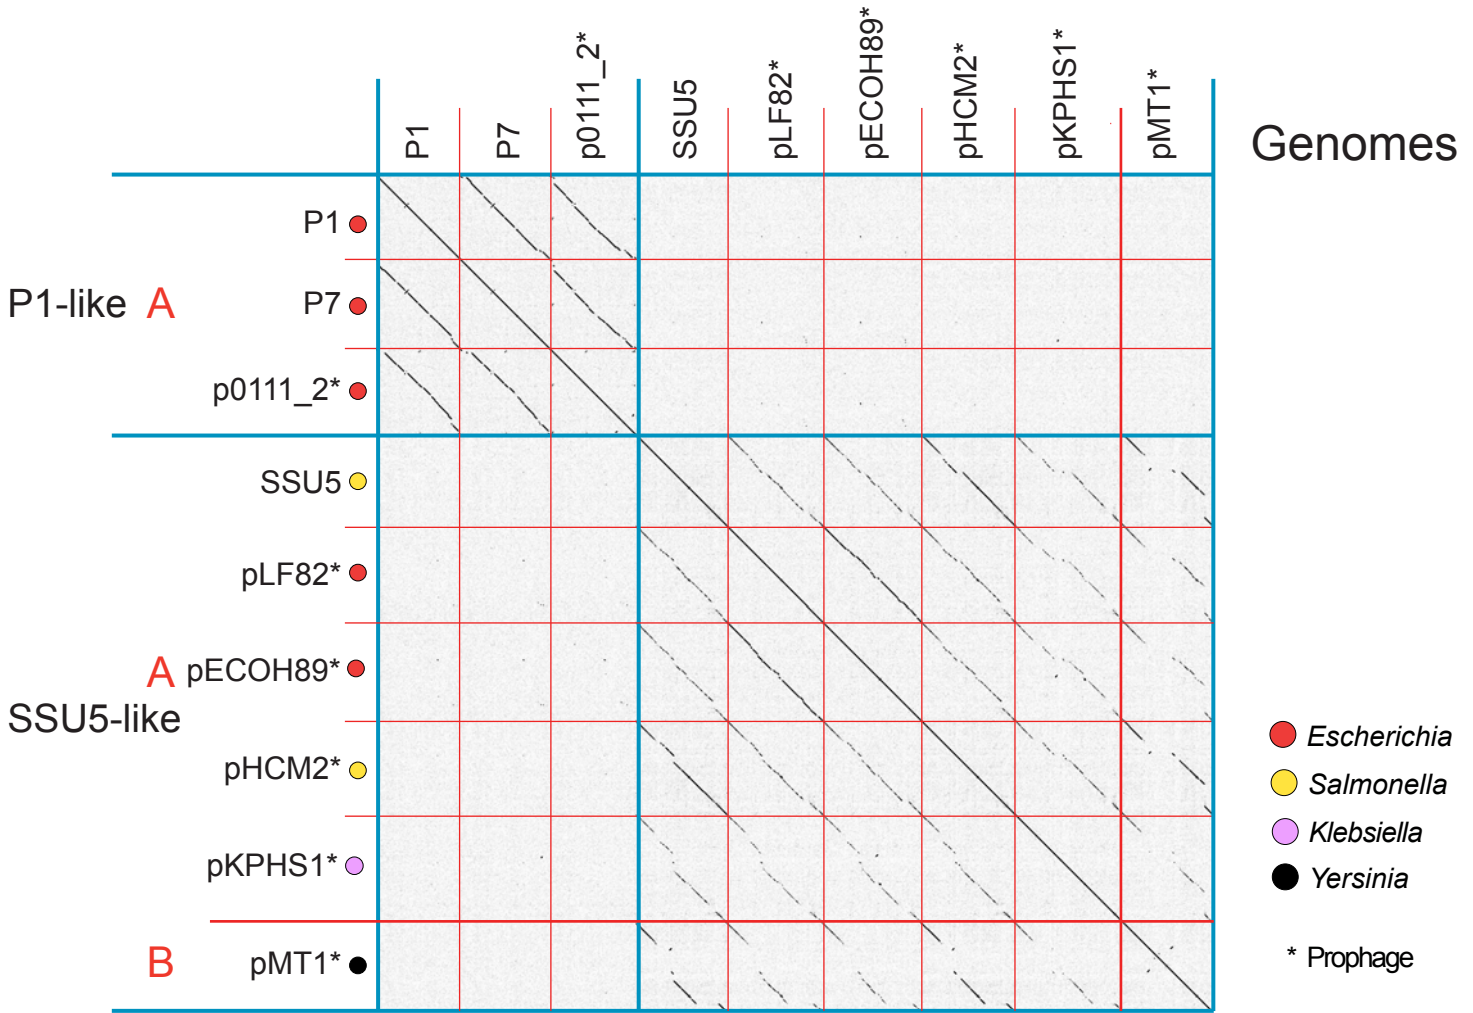 P1
P7
p0111_2*
SSU5
pLF82*
pECOH89*
pHCM2*
pKPHS1*
pMT1*
Genomes
P1
P1-like A
P7
p0111_2*
SSU5
pLF82*
A pECOH89*
SSU5-like
pHCM2*
pKPHS1*
B pMT1*
Escherichia
Salmonella
Klebsiella
Yersinia
* Prophage